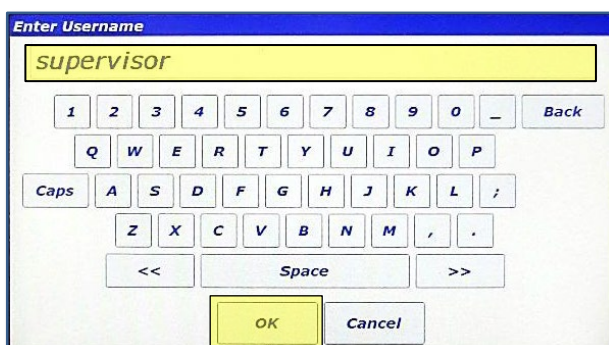 Enter Username
supervisor
1 2 3 4 5 6 7 8 9 0 _ Back
Q W E R T Y U I O P
Caps A S D F G H J K L ;
Z X C V B N M , .
<< Space >>
OK Cancel